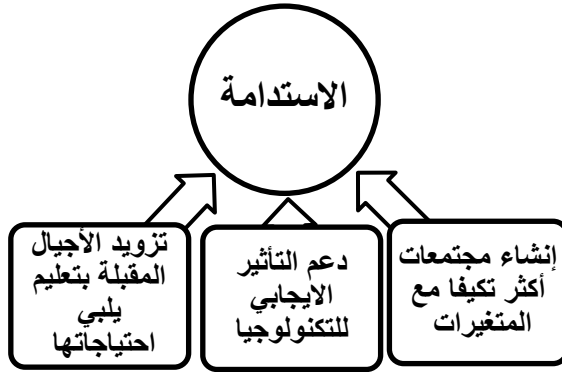 الاستدامة
إنشاء مجتمعات
أكثر تكيفا مع
المتغيرات
دعم التأثير
الايجابي
للتكنولوجيا
تزويد الأجيال
المقبلة بتعليم
يلبي
احتياجاتها